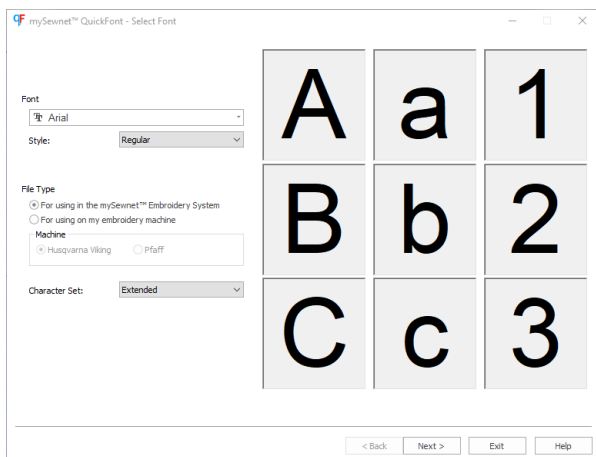 mySewnet™ QuickFont - Select Font
Font
Arial
Style: Regular
File Type
For using in the mySewnet™ Embroidery System
For using on my embroidery machine
Machine
Husqvarna Viking Pfaff
Character Set: Extended
A a 1
B b 2
C c 3
< Back Next > Exit Help